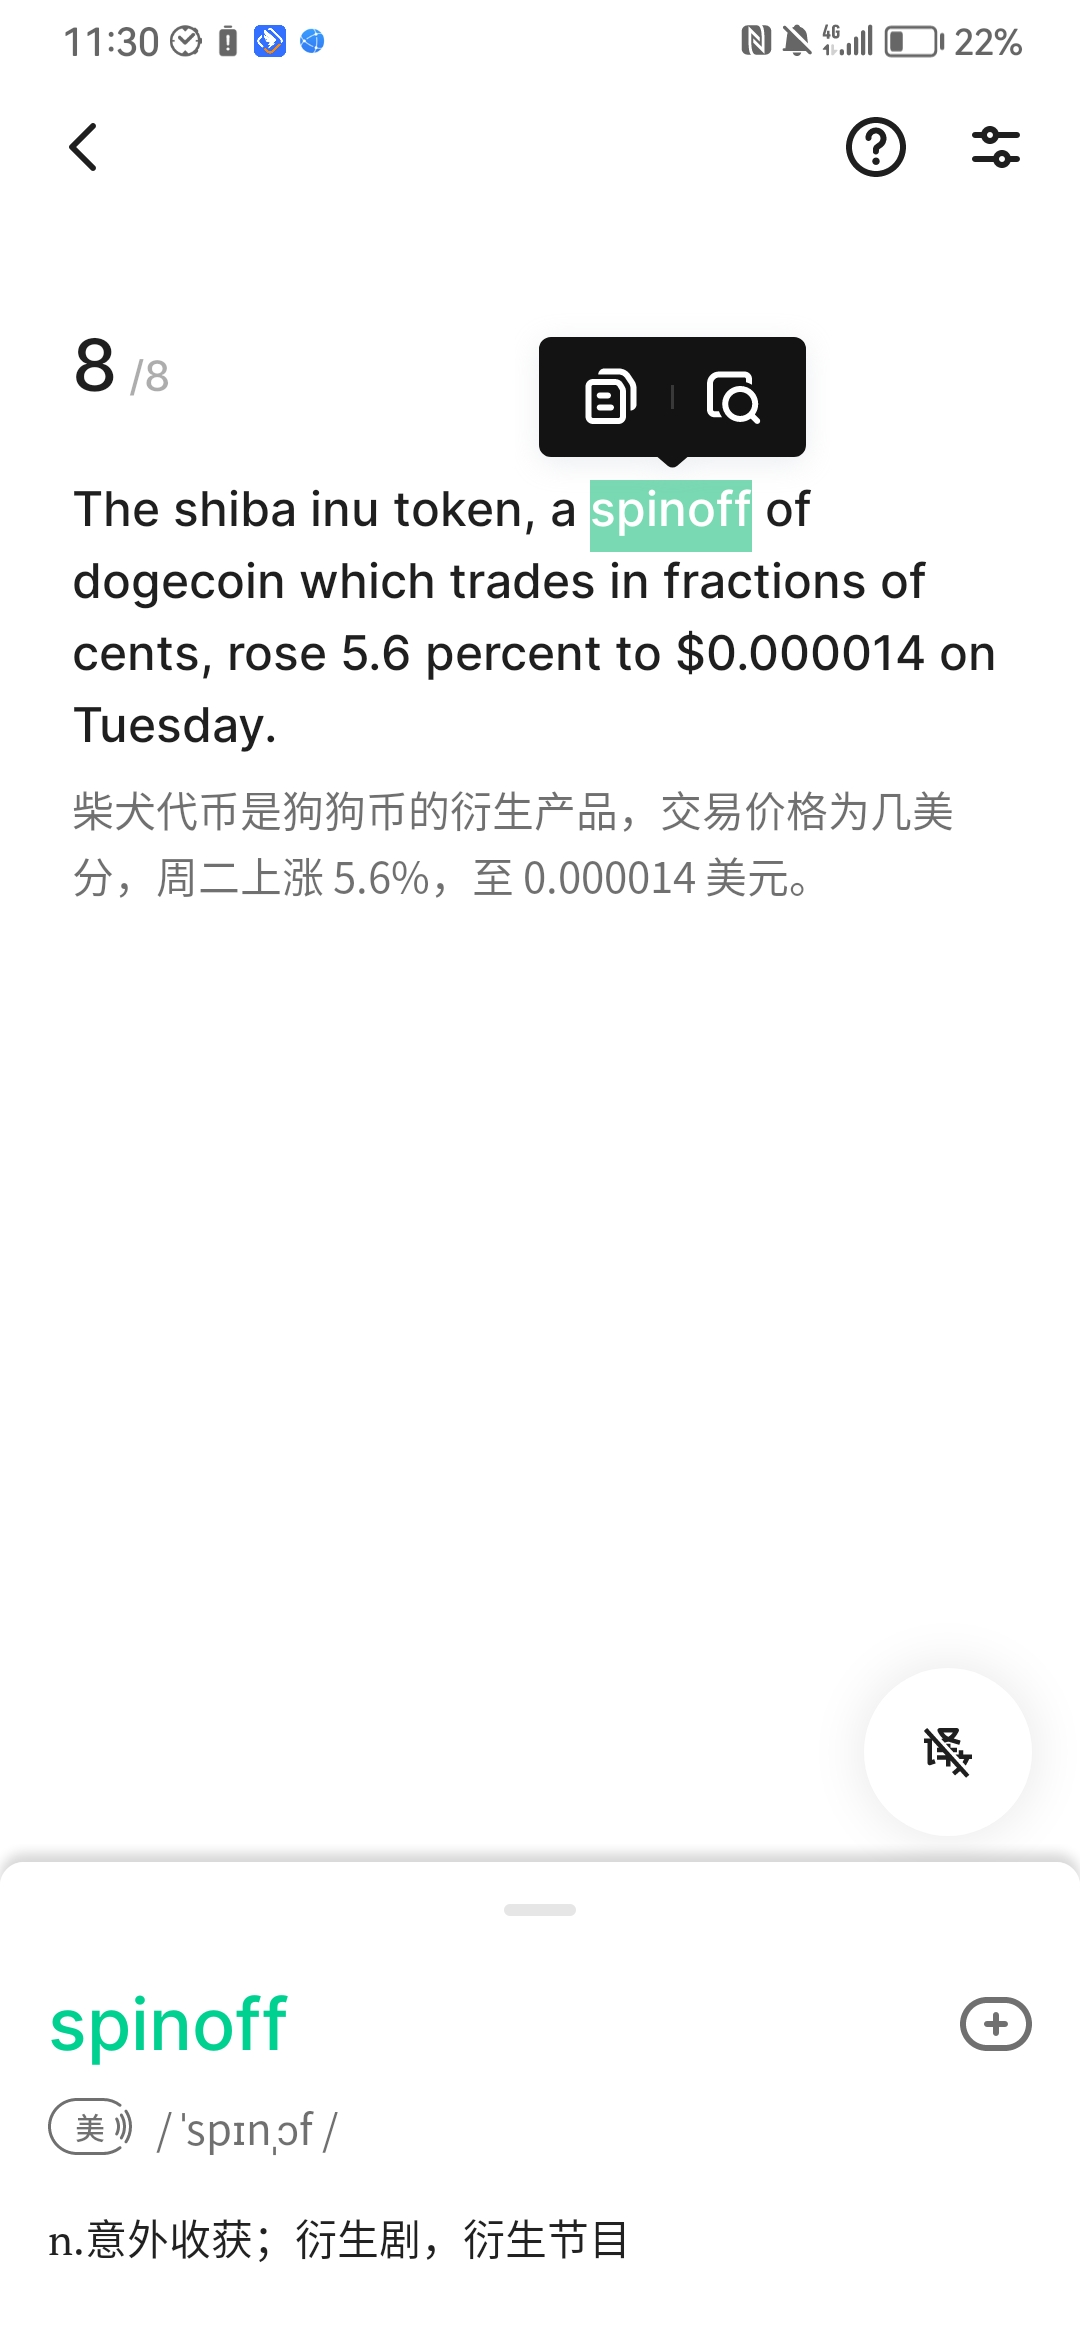 11:30
4G
22%
8 /8
The shiba inu token, a spinoff of
dogecoin which trades in fractions of
cents, rose 5.6 percent to $0.000014 on
Tuesday.
柴犬代币是狗狗币的衍生产品，交易价格为几美
分，周二上涨 5.6%，至 0.000014 美元。
译
spinoff
美 / ˈspɪnˌɔf /
n.意外收获；衍生剧，衍生节目